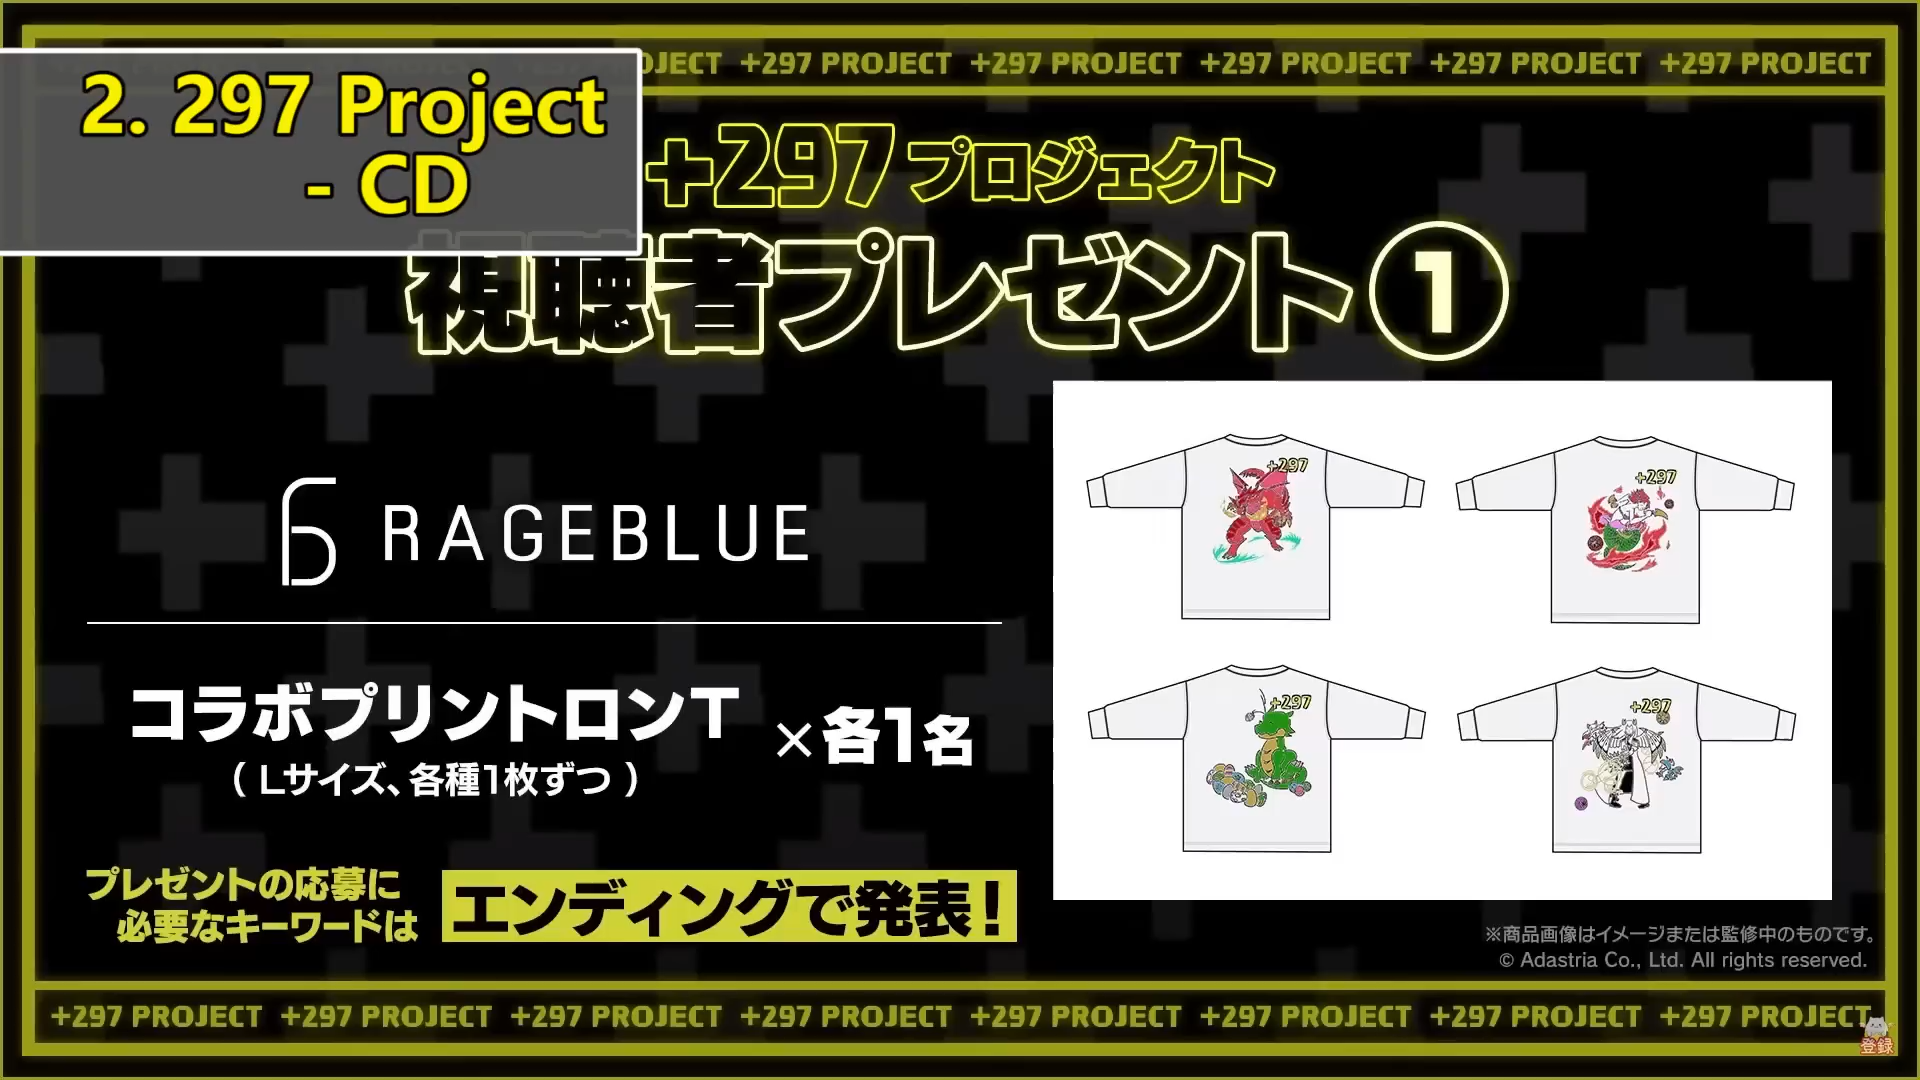 JECT +297 PROJECT +297 PROJECT +297 PROJECT +297 PROJECT +297 PROJECT
2. 297 Project
- CD
+297プロジェクト
視聴者プレゼント①
RAGEBLUE
コラボプリントロンT ×各1名
（Lサイズ、各種1枚ずつ）
+297
+297
+297
+297
プレゼントの応募に
必要なキーワードは
エンディングで発表！
※商品画像はイメージまたは監修中のものです。
© Adastria Co., Ltd. All rights reserved.
+297 PROJECT +297 PROJECT +297 PROJECT +297 PROJECT +297 PROJECT +297 PROJECT +297 PROJECT +297 PROJECT
登録